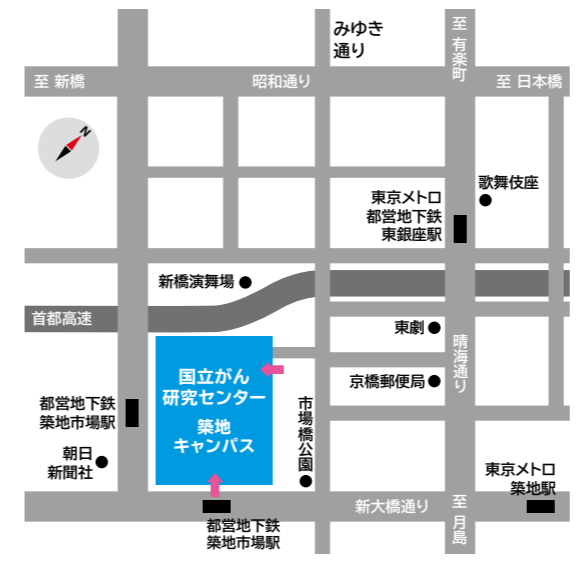 みゆき
通り
至 有楽町
至 新橋
昭和通り
至 日本橋
N
歌舞伎座
東京メトロ
都営地下鉄
東銀座駅
新橋演舞場
首都高速
東劇
晴海通り
国立がん
研究センター
築地
キャンパス
京橋郵便局
都営地下鉄
築地市場駅
市場橋公園
朝日
新聞社
東京メトロ
築地駅
新大橋通り
至 月島
都営地下鉄
築地市場駅